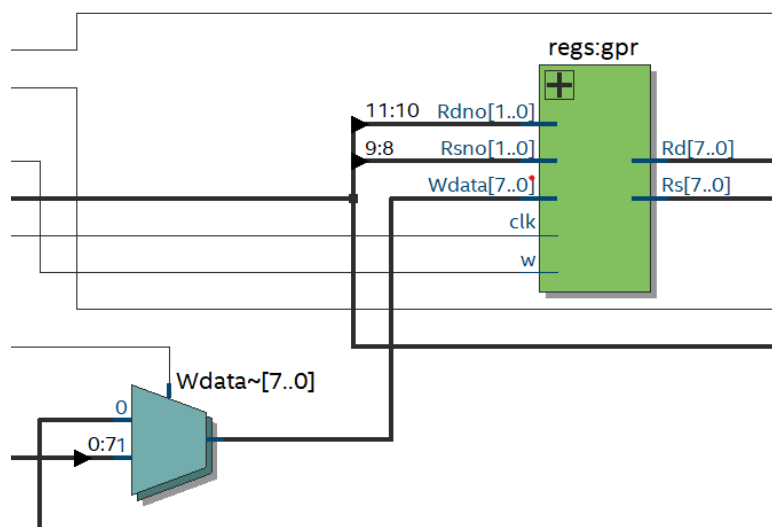 regs:gpr
11:10
Rdno[1..0]
9:8
Rsno[1..0]
Rd[7..0]
Wdata[7..0]
Rs[7..0]
clk
w
Wdata~[7..0]
0
0:7
1